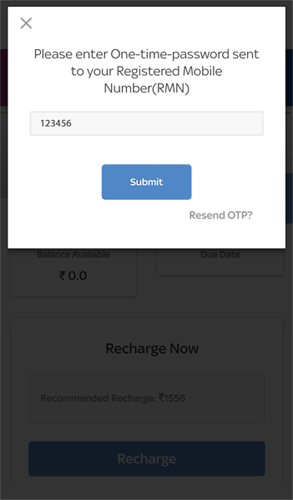 Please enter One-time-password sent
to your Registered Mobile
Number(RMN)
123456
Submit
Resend OTP?
Balance Available
Due Date
₹ 0.0
Recharge Now
Recommended Recharge: ₹1556
Recharge